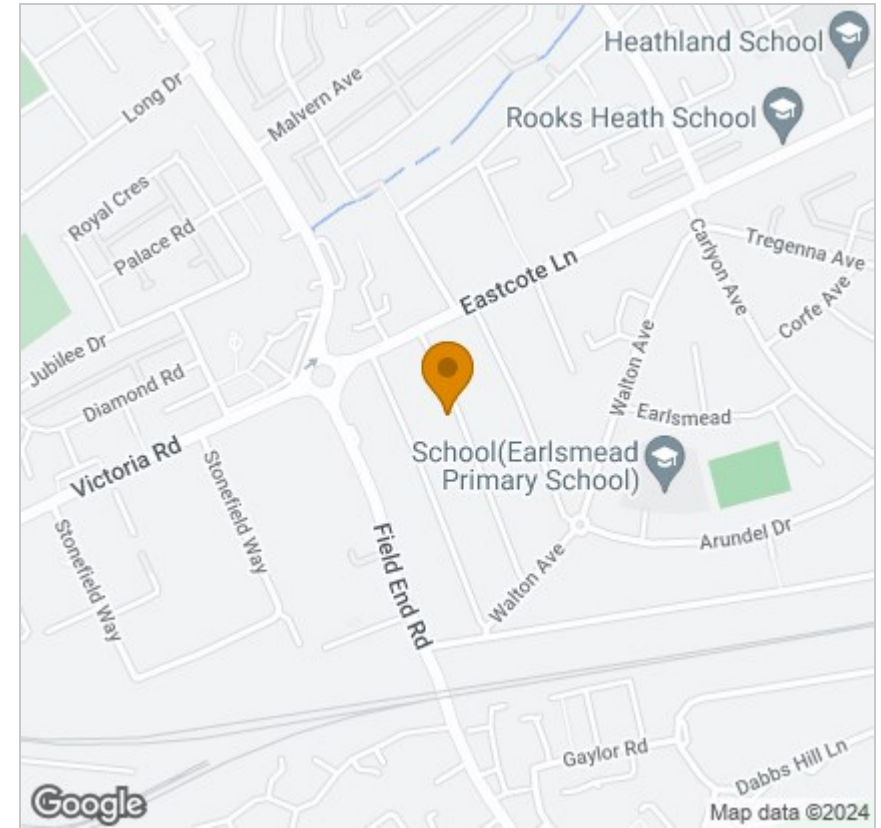 Heathland School
Long Dr
Malvern Ave
Rooks Heath School
Royal Cres
Palace Rd
Carlyon Ave
Tregenna Ave
Eastcote Ln
Corfe Ave
Jubilee Dr
Diamond Rd
Walton Ave
Earlsmead
Victoria Rd
School(Earlsmead
Primary School)
Stonefield Way
Stonefield Way
Field End Rd
Arundel Dr
Walton Ave
Gaylor Rd
Dabbs Hill Ln
Google
Map data ©2024